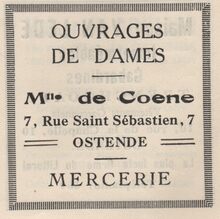 OUVRAGES
DE DAMES
Mlle de Coene
7, Rue Saint Sébastien, 7
OSTENDE
MERCERIE